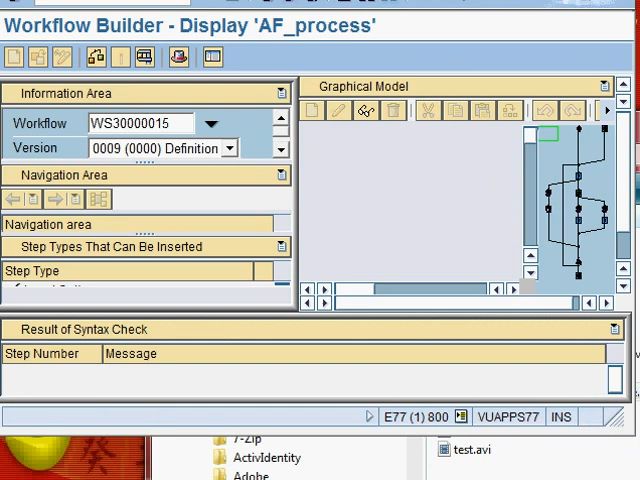 Workflow Builder - Display 'AF_process'
Information Area
Graphical Model
Workflow WS30000015
Version 0009 (0000) Definition
Navigation Area
Navigation area
Step Types That Can Be Inserted
Step Type
Result of Syntax Check
Step Number Message
E77 (1) 800 VUAPPS77 INS
癸
7-Zip
ActivIdentity
test.avi
Adobe